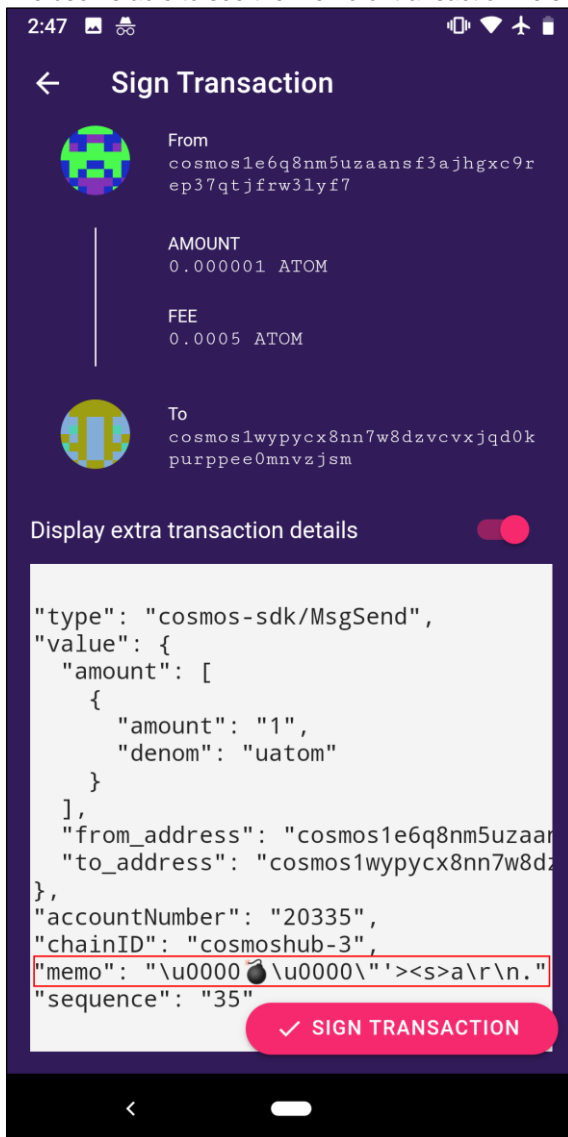 2:47
Sign Transaction
From
cosmos1e6q8nm5uzaansf3ajhgxc9r
ep37qtjfrw3lyf7
AMOUNT
0.000001 ATOM
FEE
0.0005 ATOM
To
cosmos1wypycx8nn7w8dzvcvxjqd0k
purppee0mnvzjsm
Display extra transaction details
"type": "cosmos-sdk/MsgSend",
"value": {
"amount": [
{
"amount": "1",
"denom": "uatom"
}
],
"from_address": "cosmos1e6q8nm5uzaan
"to_address": "cosmos1wypycx8nn7w8dz
},
"accountNumber": "20335",
"chainID": "cosmoshub-3",
"memo": "\u0000💣\u0000\"'><s>a\r\n."
"sequence": "35"
SIGN TRANSACTION